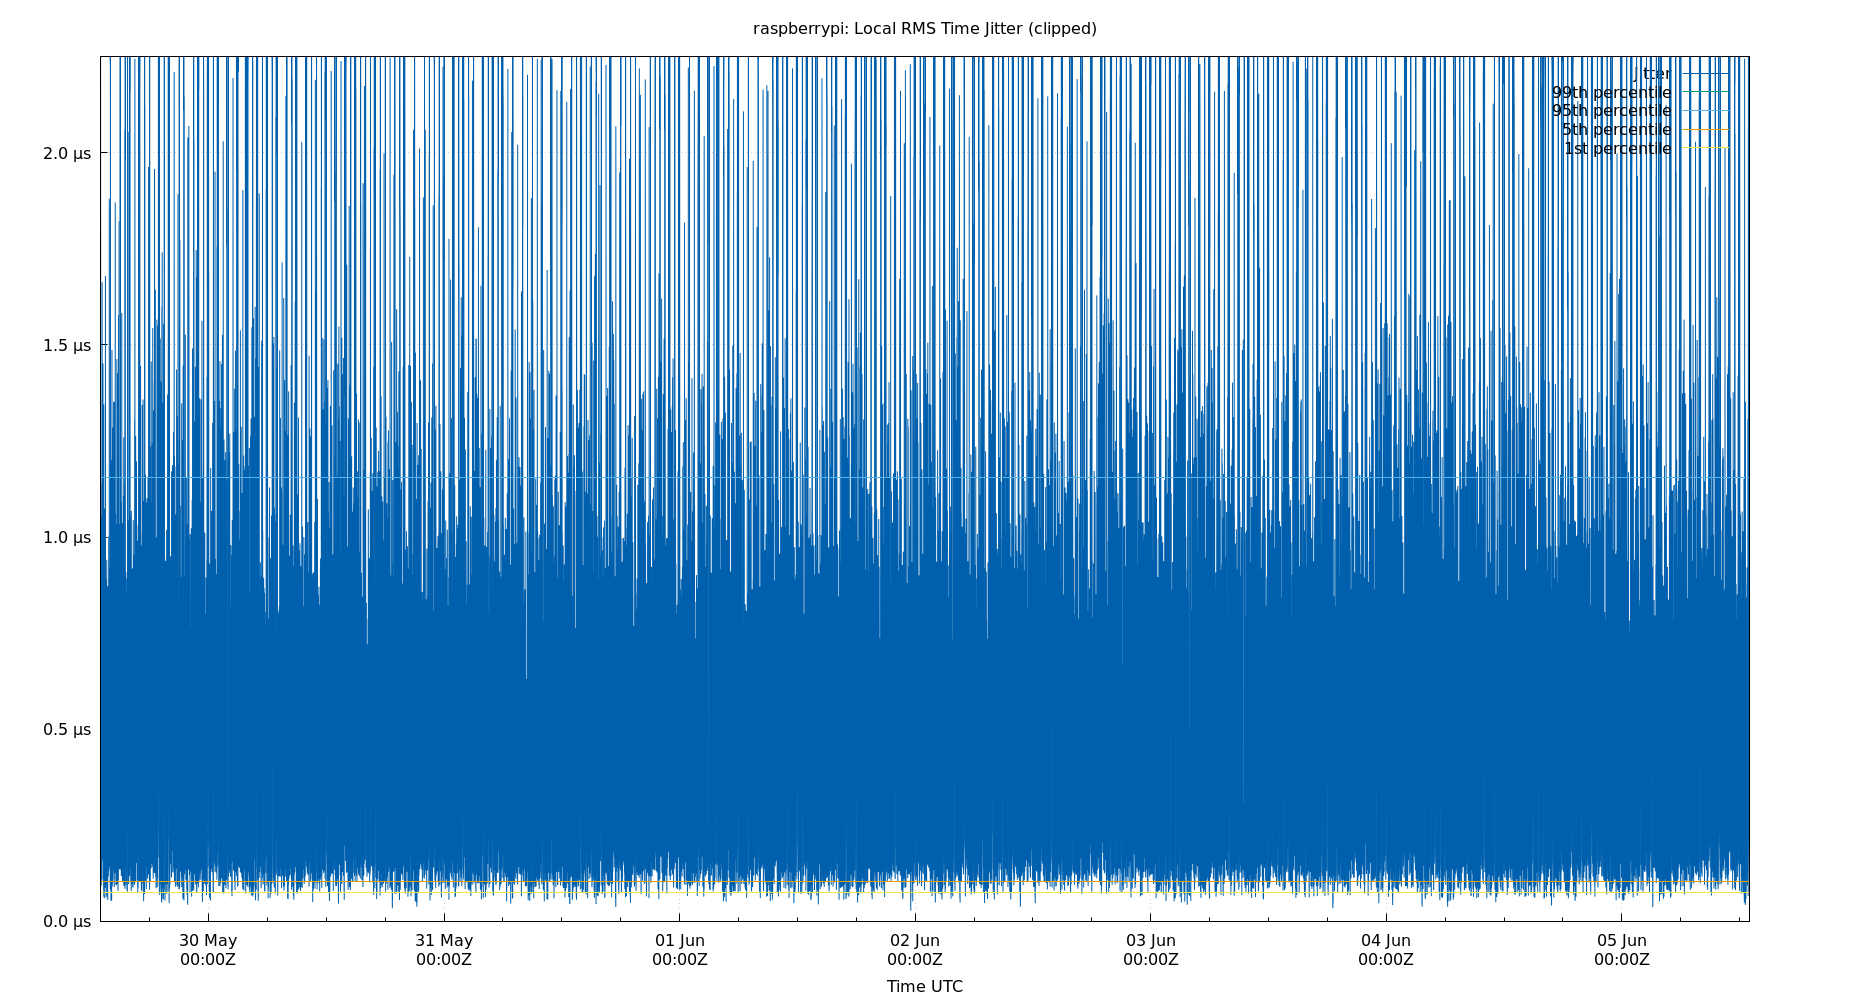 raspberrypi: Local RMS Time Jitter (clipped)
jitter
99th percentile
95th percentile
5th percentile
1st percentile
2.0 µs
1.5 µs
1.0 µs
0.5 µs
0.0 µs
30 May 31 May 01 Jun 02 Jun 03 Jun 04 Jun 05 Jun
00:00Z 00:00Z 00:00Z 00:00Z 00:00Z 00:00Z 00:00Z
Time UTC